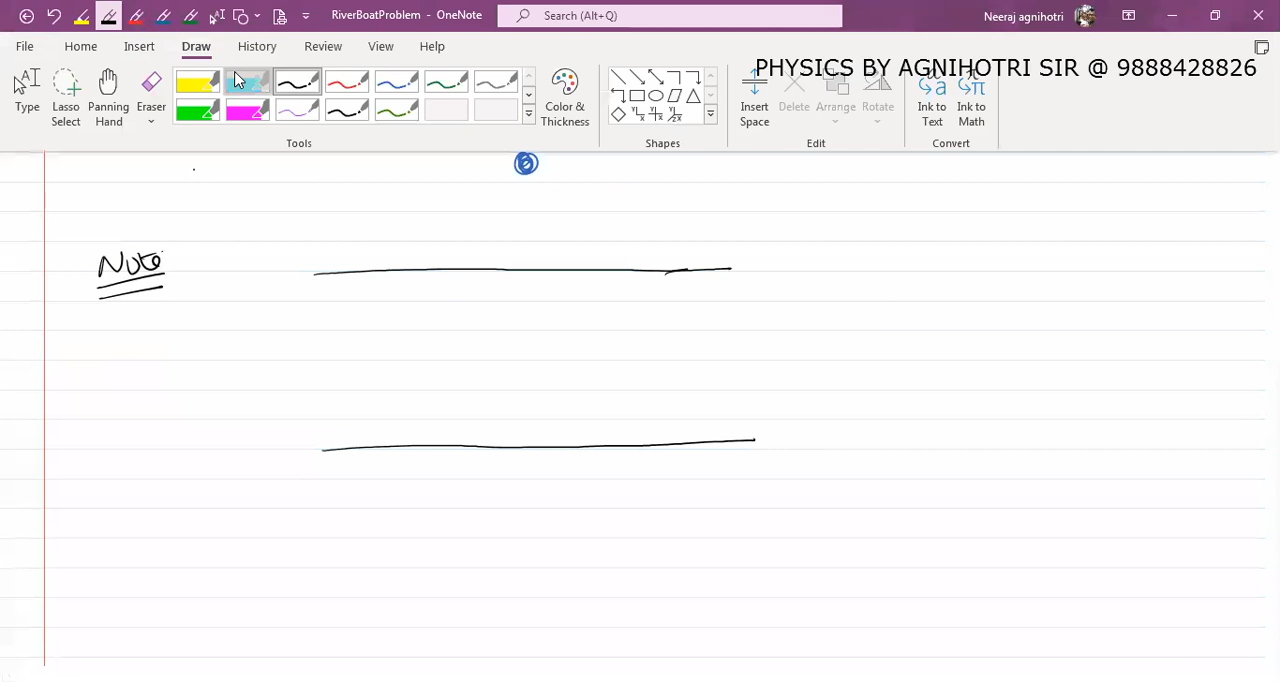 RiverBoatProblem - OneNote
Search (Alt+Q)
Neeraj agnihotri
File Home Insert Draw History Review View Help
PHYSICS BY AGNIHOTRI SIR @ 9888428826
Type
Lasso Select
Panning Hand
Eraser
Color & Thickness
Insert Space
Delete
Arrange
Rotate
Ink to Text
Ink to Math
Tools
Shapes
Edit
Convert
Note